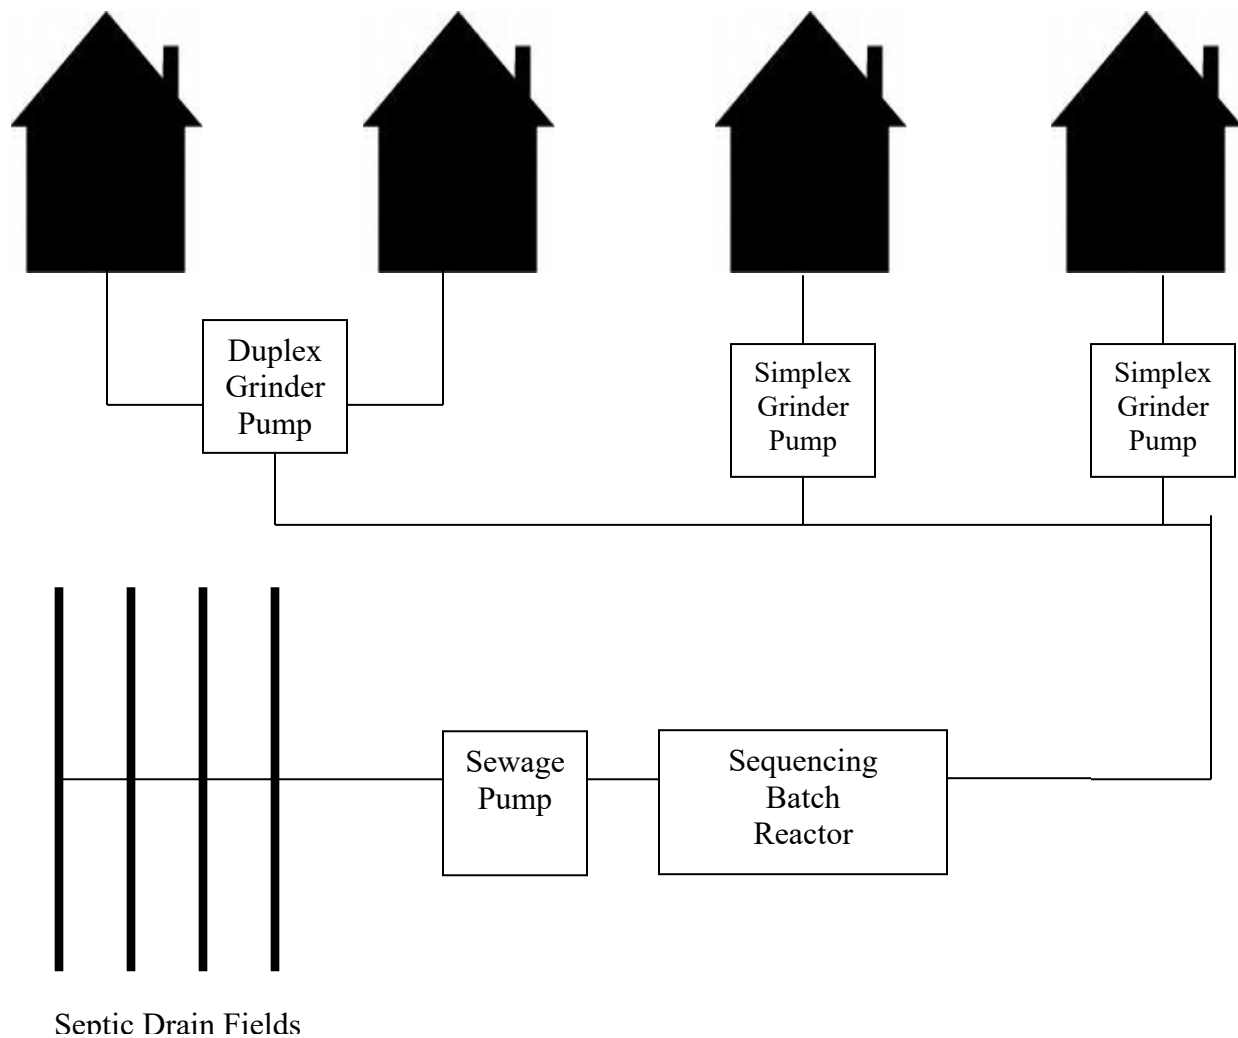 Duplex
Grinder
Pump
Simplex
Grinder
Pump
Simplex
Grinder
Pump
Sewage
Pump
Sequencing
Batch
Reactor
Septic Drain Fields